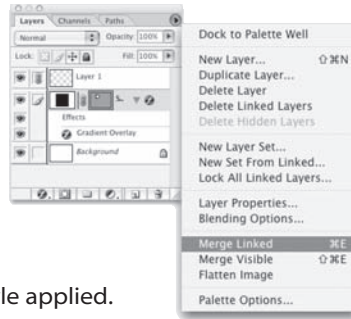 Layers Channels Paths
Normal Opacity: 100%
Lock: Fill: 100%
Layer 1
Effects
Gradient Overlay
Background
Dock to Palette Well
New Layer... ⇧⌘N
Duplicate Layer...
Delete Layer
Delete Linked Layers
Delete Hidden Layers
New Layer Set...
New Set From Linked...
Lock All Linked Layers...
Layer Properties...
Blending Options...
Merge Linked ⌘E
Merge Visible ⇧⌘E
Flatten Image
Palette Options...
le applied.